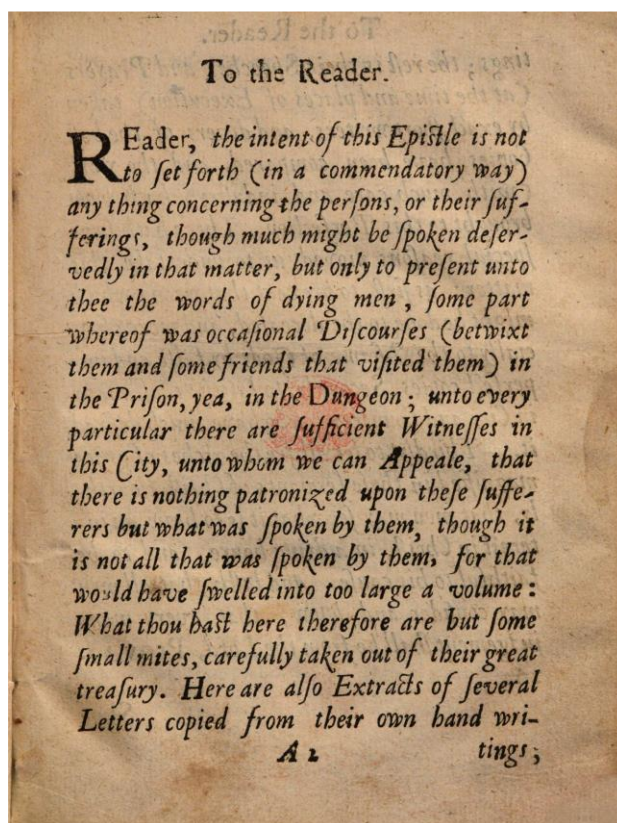 To the Reader.
REader, the intent of this Epiſtle is not
to ſet forth (in a commendatory way)
any thing concerning the perſons, or their ſuf-
ferings, though much might be ſpoken deſer-
vedly in that matter, but only to preſent unto
thee the words of dying men, ſome part
whereof was occaſional Diſcourſes (betwixt
them and ſome friends that viſited them) in
the Priſon, yea, in the Dungeon; unto every
particular there are ſufficient Witneſſes in
this City, unto whom we can Appeale, that
there is nothing patronized upon theſe ſuffe-
rers but what was ſpoken by them, though it
is not all that was ſpoken by them, for that
would have ſwelled into too large a volume:
What thou haſt here therefore are but ſome
ſmall mites, carefully taken out of their great
treaſury. Here are alſo Extracts of ſeveral
Letters copied from their own hand wri-
A2 tings;